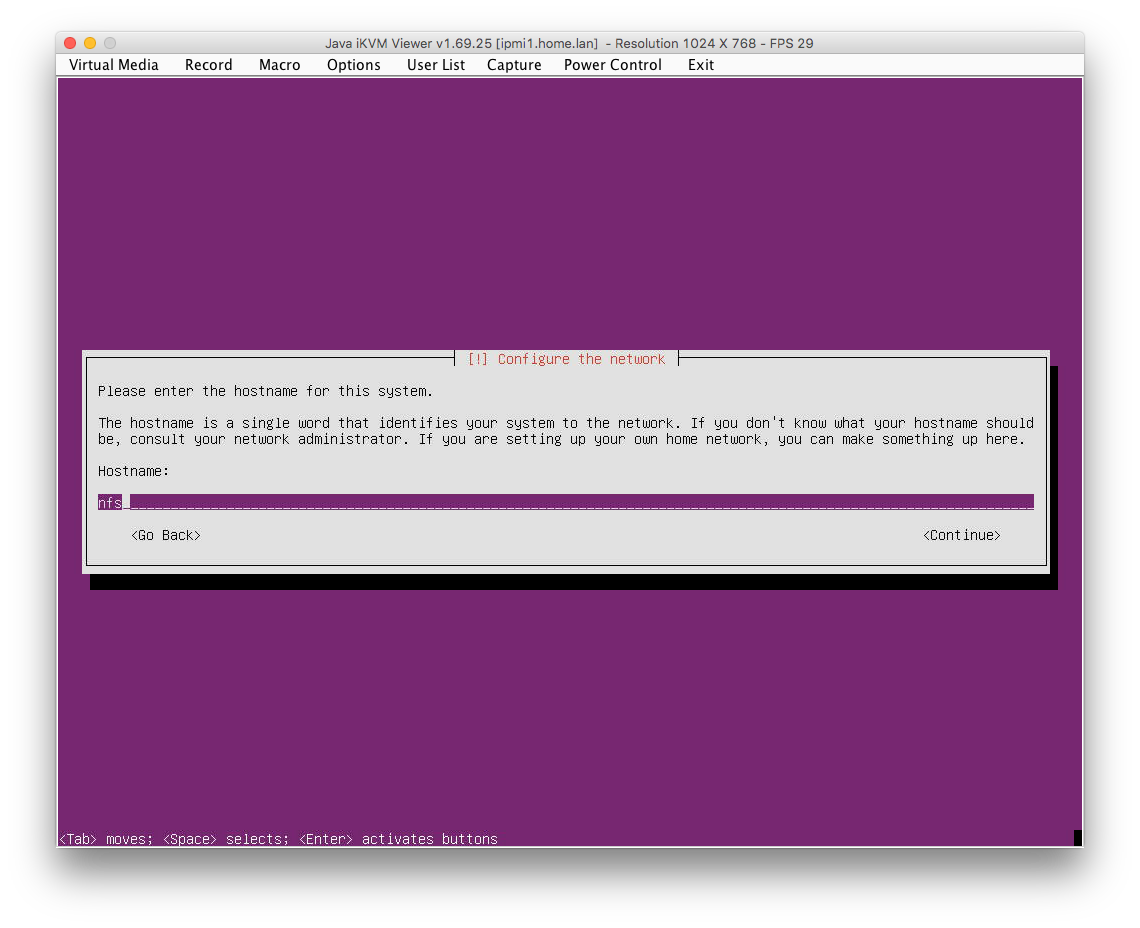 Java iKVM Viewer v1.69.25 [ipmi1.home.lan] - Resolution 1024 X 768 - FPS 29
Virtual Media Record Macro Options User List Capture Power Control Exit
[!] Configure the network
Please enter the hostname for this system.
The hostname is a single word that identifies your system to the network. If you don't know what your hostname should
be, consult your network administrator. If you are setting up your own home network, you can make something up here.
Hostname:
nfs
<Go Back> <Continue>
<Tab> moves; <Space> selects; <Enter> activates buttons